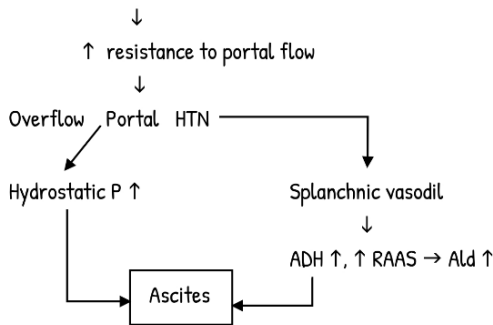 ↓
↑ resistance to portal flow
↓
Overflow Portal HTN
Hydrostatic P ↑
Splanchnic vasodil
↓
ADH ↑, ↑ RAAS → Ald ↑
Ascites